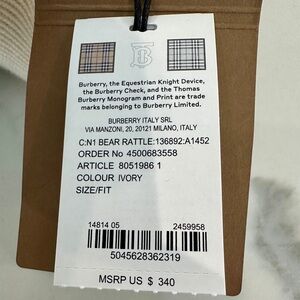 Burberry, the Equestrian Knight Device,
the Burberry Check, and the Thomas
Burberry Monogram and Print are trade
marks belonging to Burberry Limited.
BURBERRY ITALY SRL
VIA MANZONI, 20, 20121 MILANO, ITALY
C:N1 BEAR RATTLE:136892:A1452
ORDER No 4500683558
ARTICLE 8051986 1
COLOUR IVORY
SIZE/FIT
14814 05 2459958
5045628362319
MSRP US $ 340